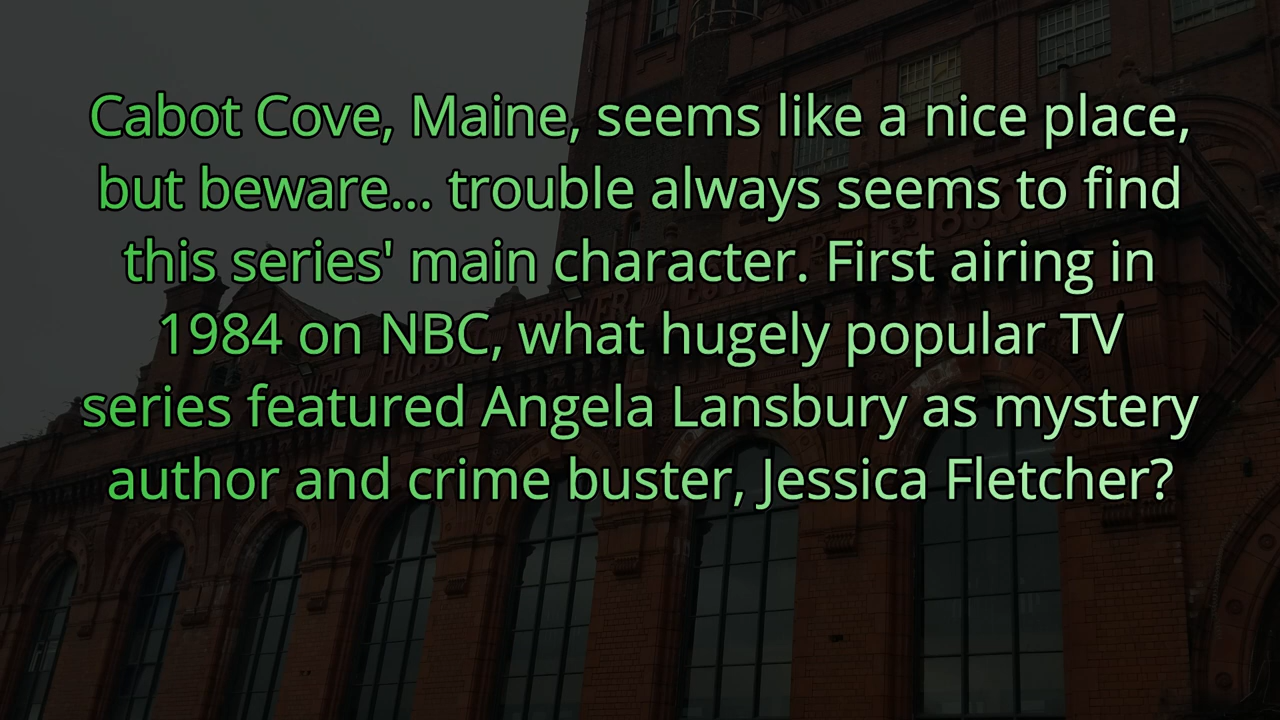 Cabot Cove, Maine, seems like a nice place,
but beware... trouble always seems to find
this series' main character. First airing in
1984 on NBC, what hugely popular TV
series featured Angela Lansbury as mystery
author and crime buster, Jessica Fletcher?